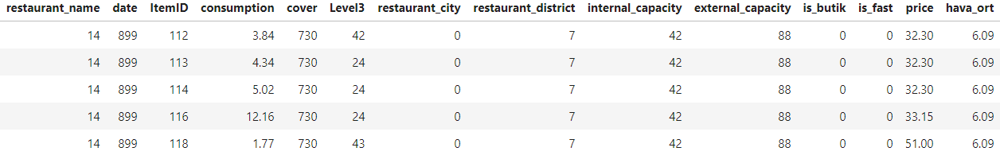 restaurant_name date ItemID consumption cover Level3 restaurant_city restaurant_district internal_capacity external_capacity is_butik is_fast price hava_ort
14 899 112 3.84 730 42 0 7 42 88 0 0 32.30 6.09
14 899 113 4.34 730 24 0 7 42 88 0 0 32.30 6.09
14 899 114 5.02 730 24 0 7 42 88 0 0 32.30 6.09
14 899 116 12.16 730 24 0 7 42 88 0 0 33.15 6.09
14 899 118 1.77 730 43 0 7 42 88 0 0 51.00 6.09